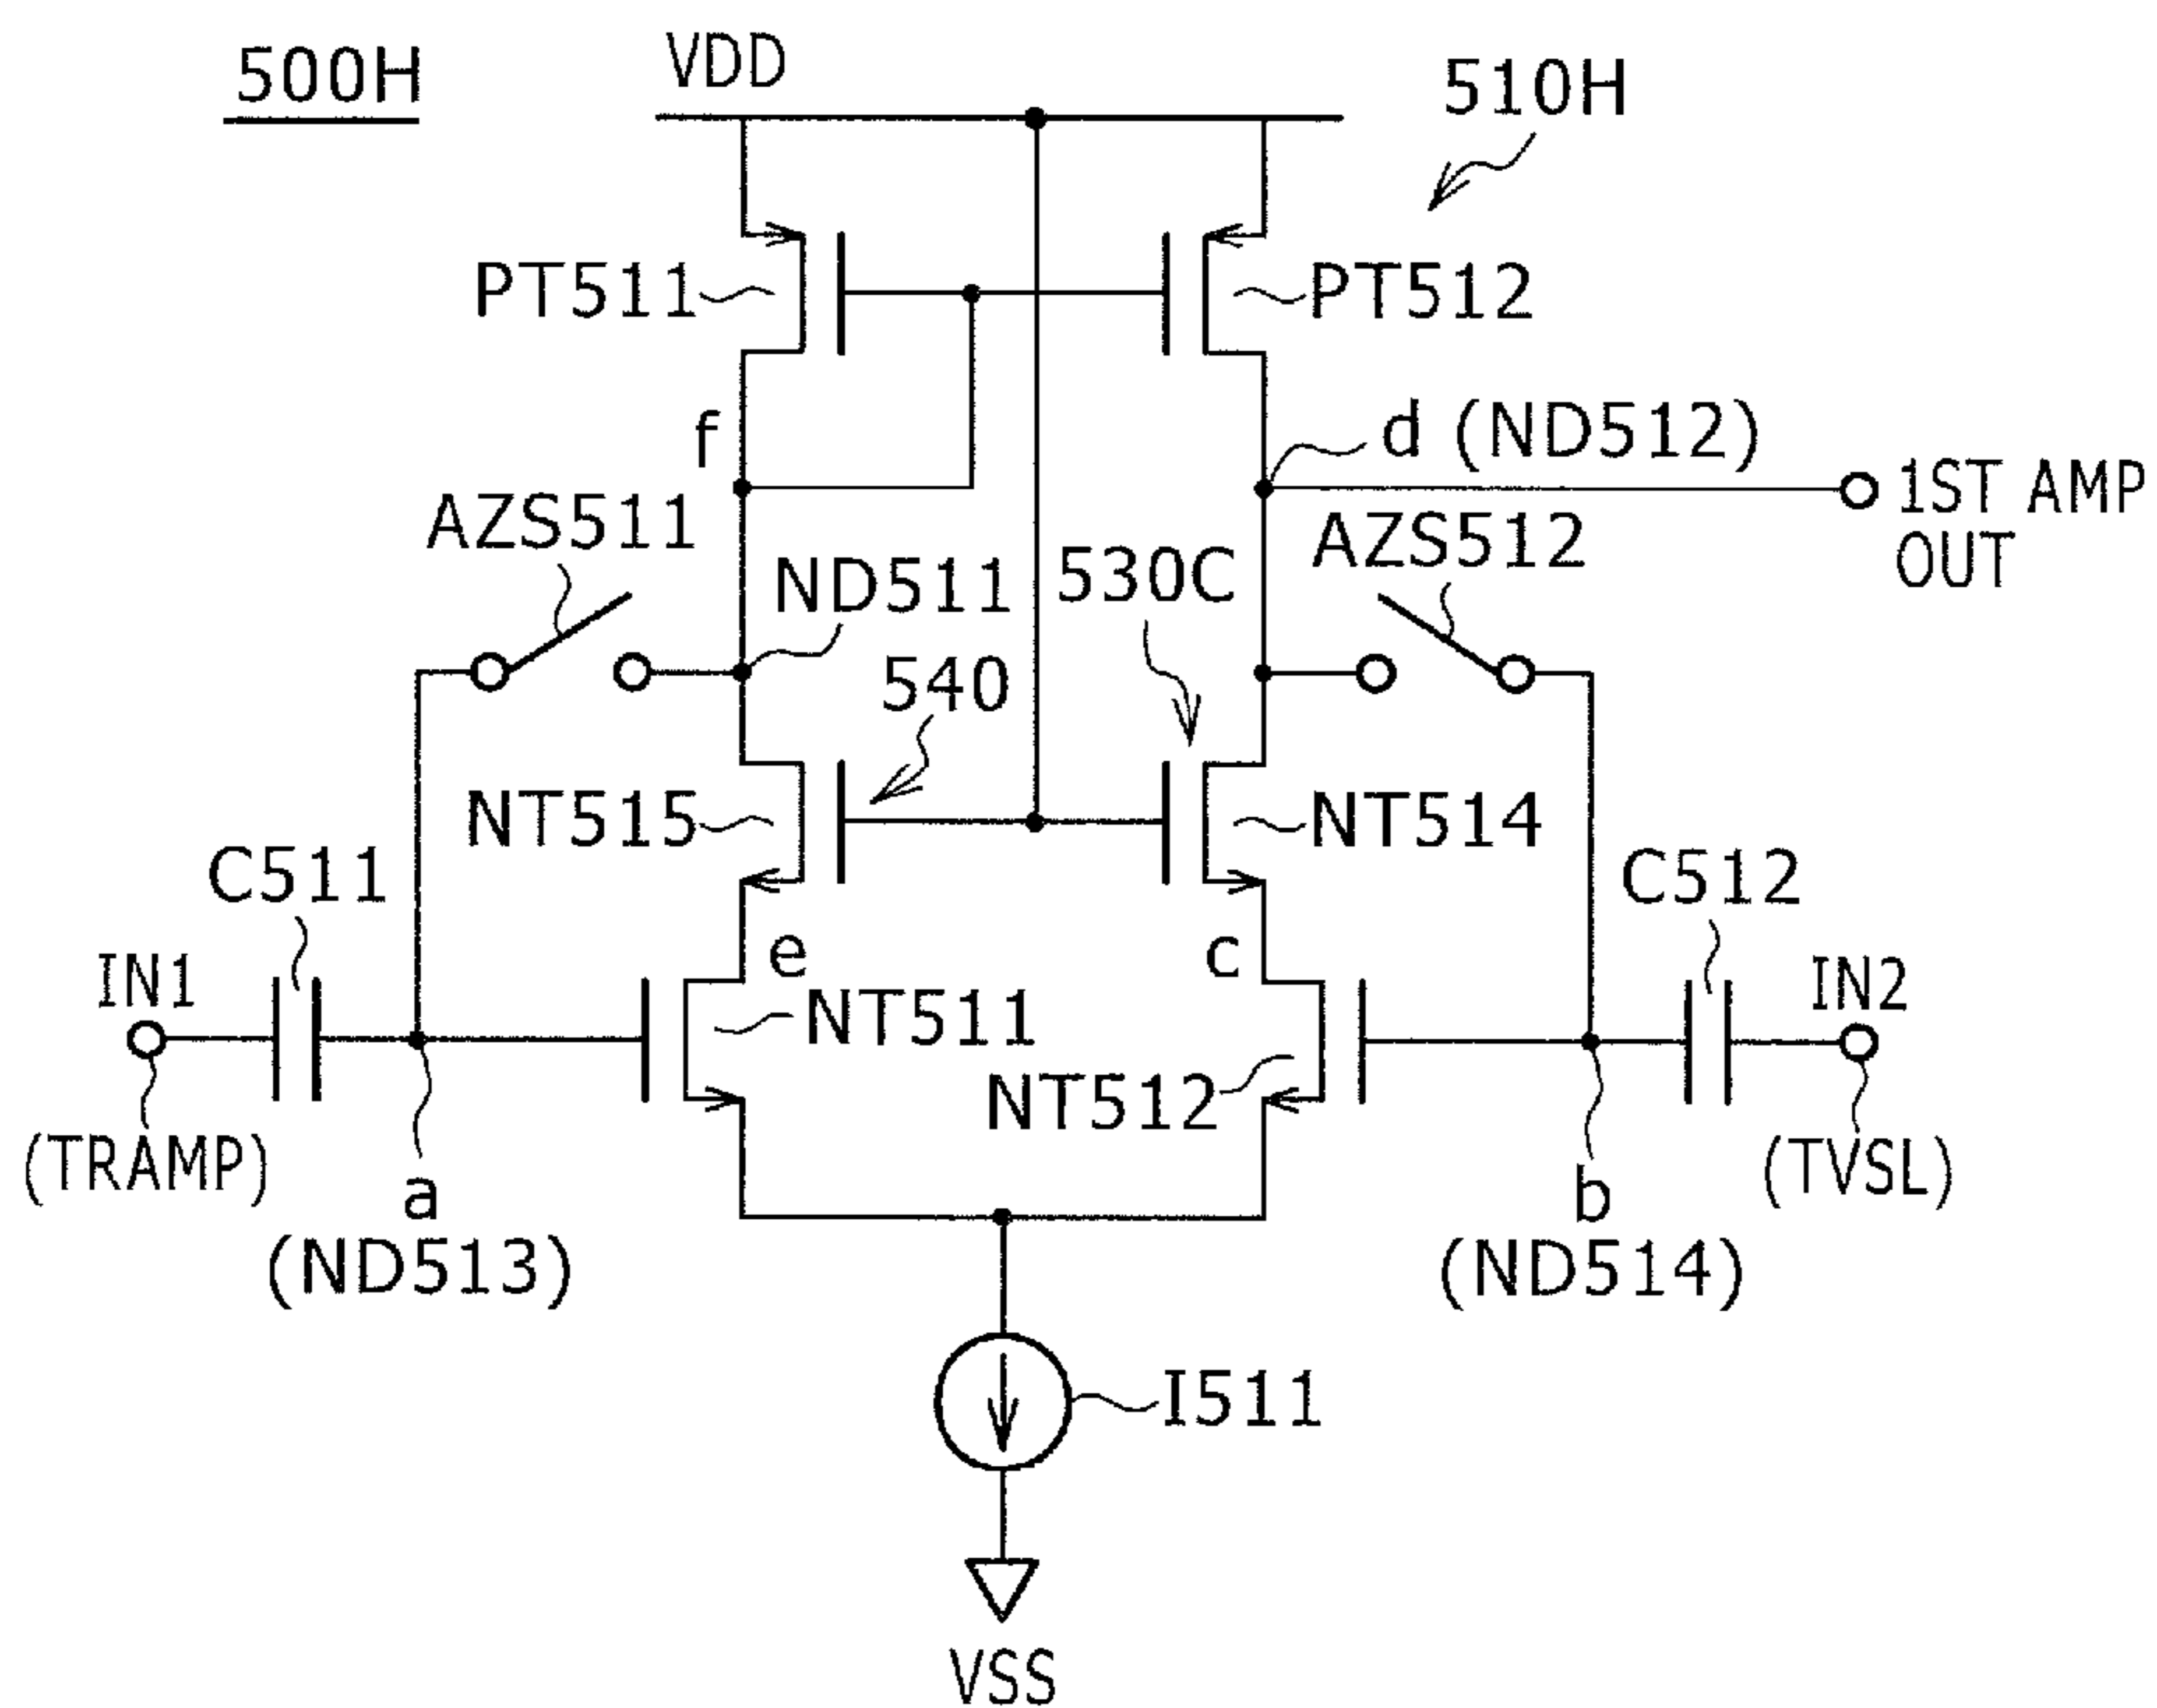 500H
VDD
510H
PT511
PT512
f
d (ND512)
1ST AMP
OUT
AZS511
AZS512
ND511
530C
540
NT515
NT514
C511
C512
e
c
IN1
IN2
NT511
NT512
(TRAMP)
(TVSL)
a
(ND513)
b
(ND514)
I511
VSS